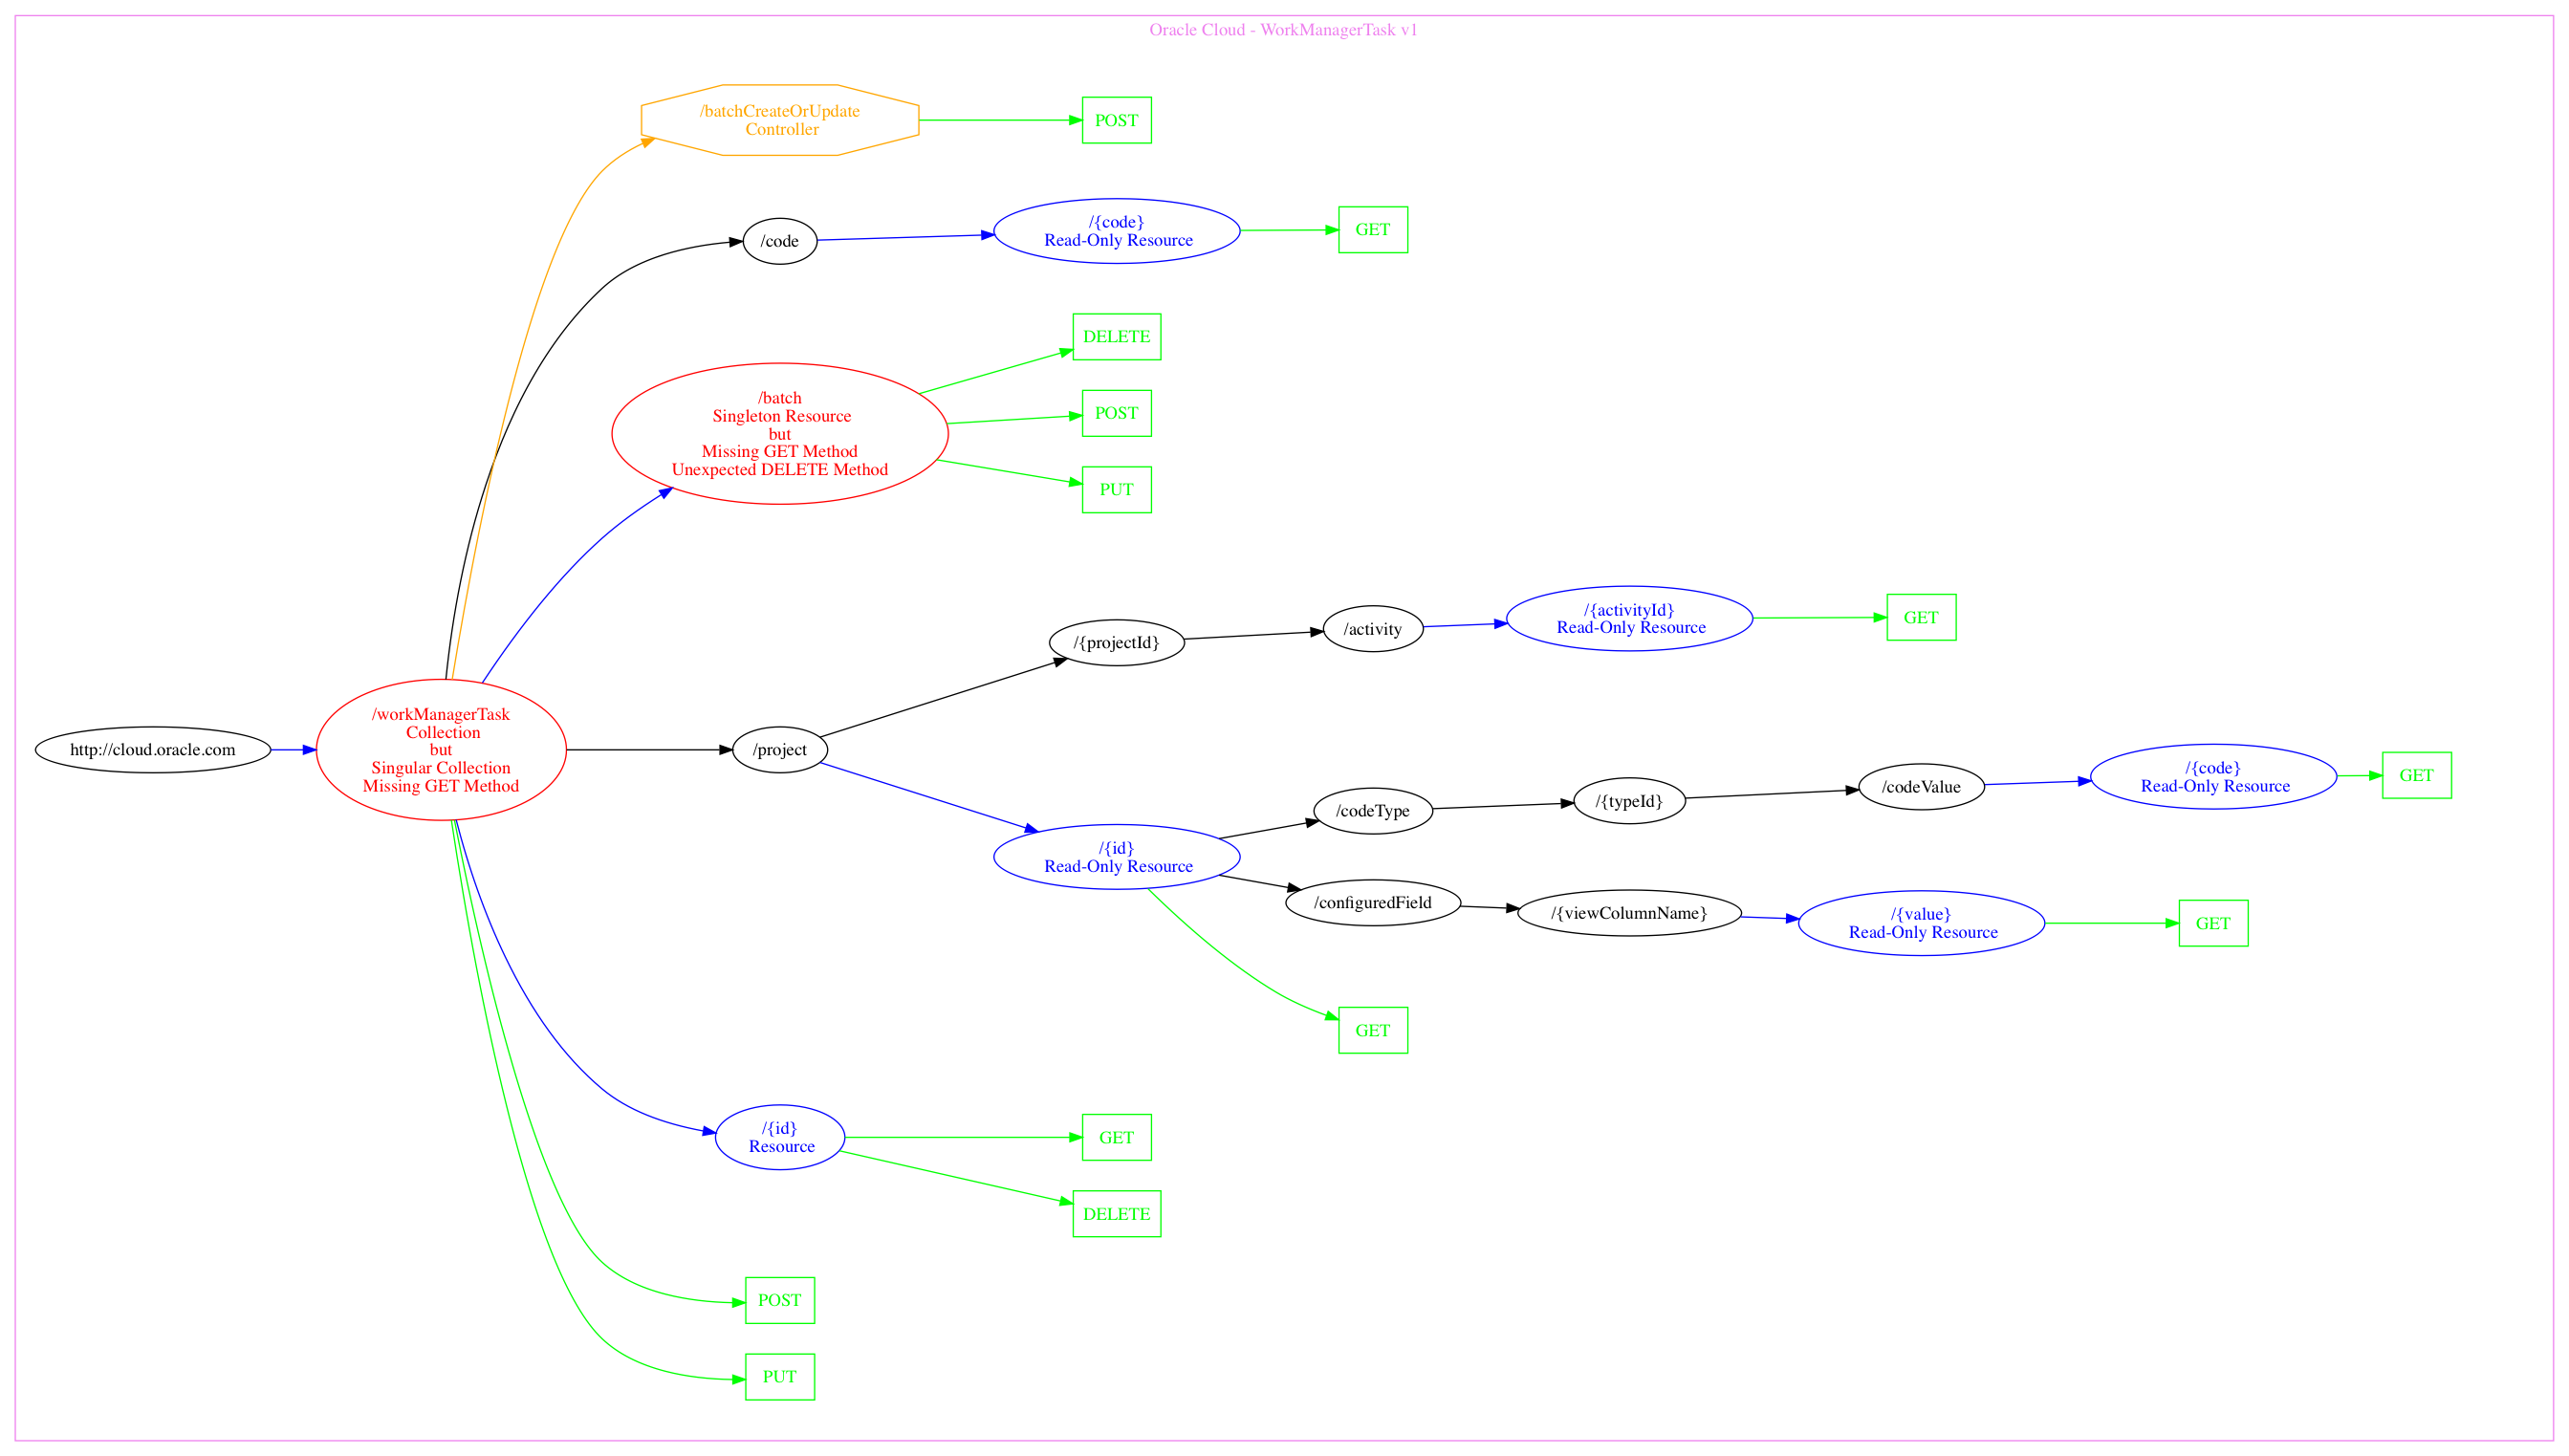 Oracle Cloud - WorkManagerTask v1
/batchCreateOrUpdate
Controller
POST
/code
/{code}
Read-Only Resource
GET
/batch
Singleton Resource
but
Missing GET Method
Unexpected DELETE Method
DELETE
POST
PUT
http://cloud.oracle.com
/workManagerTask
Collection
but
Singular Collection
Missing GET Method
/project
/{projectId}
/activity
/{activityId}
Read-Only Resource
GET
/{id}
Read-Only Resource
/codeType
/{typeId}
/codeValue
/{code}
Read-Only Resource
GET
/configuredField
/{viewColumnName}
/{value}
Read-Only Resource
GET
GET
/{id}
Resource
GET
DELETE
POST
PUT